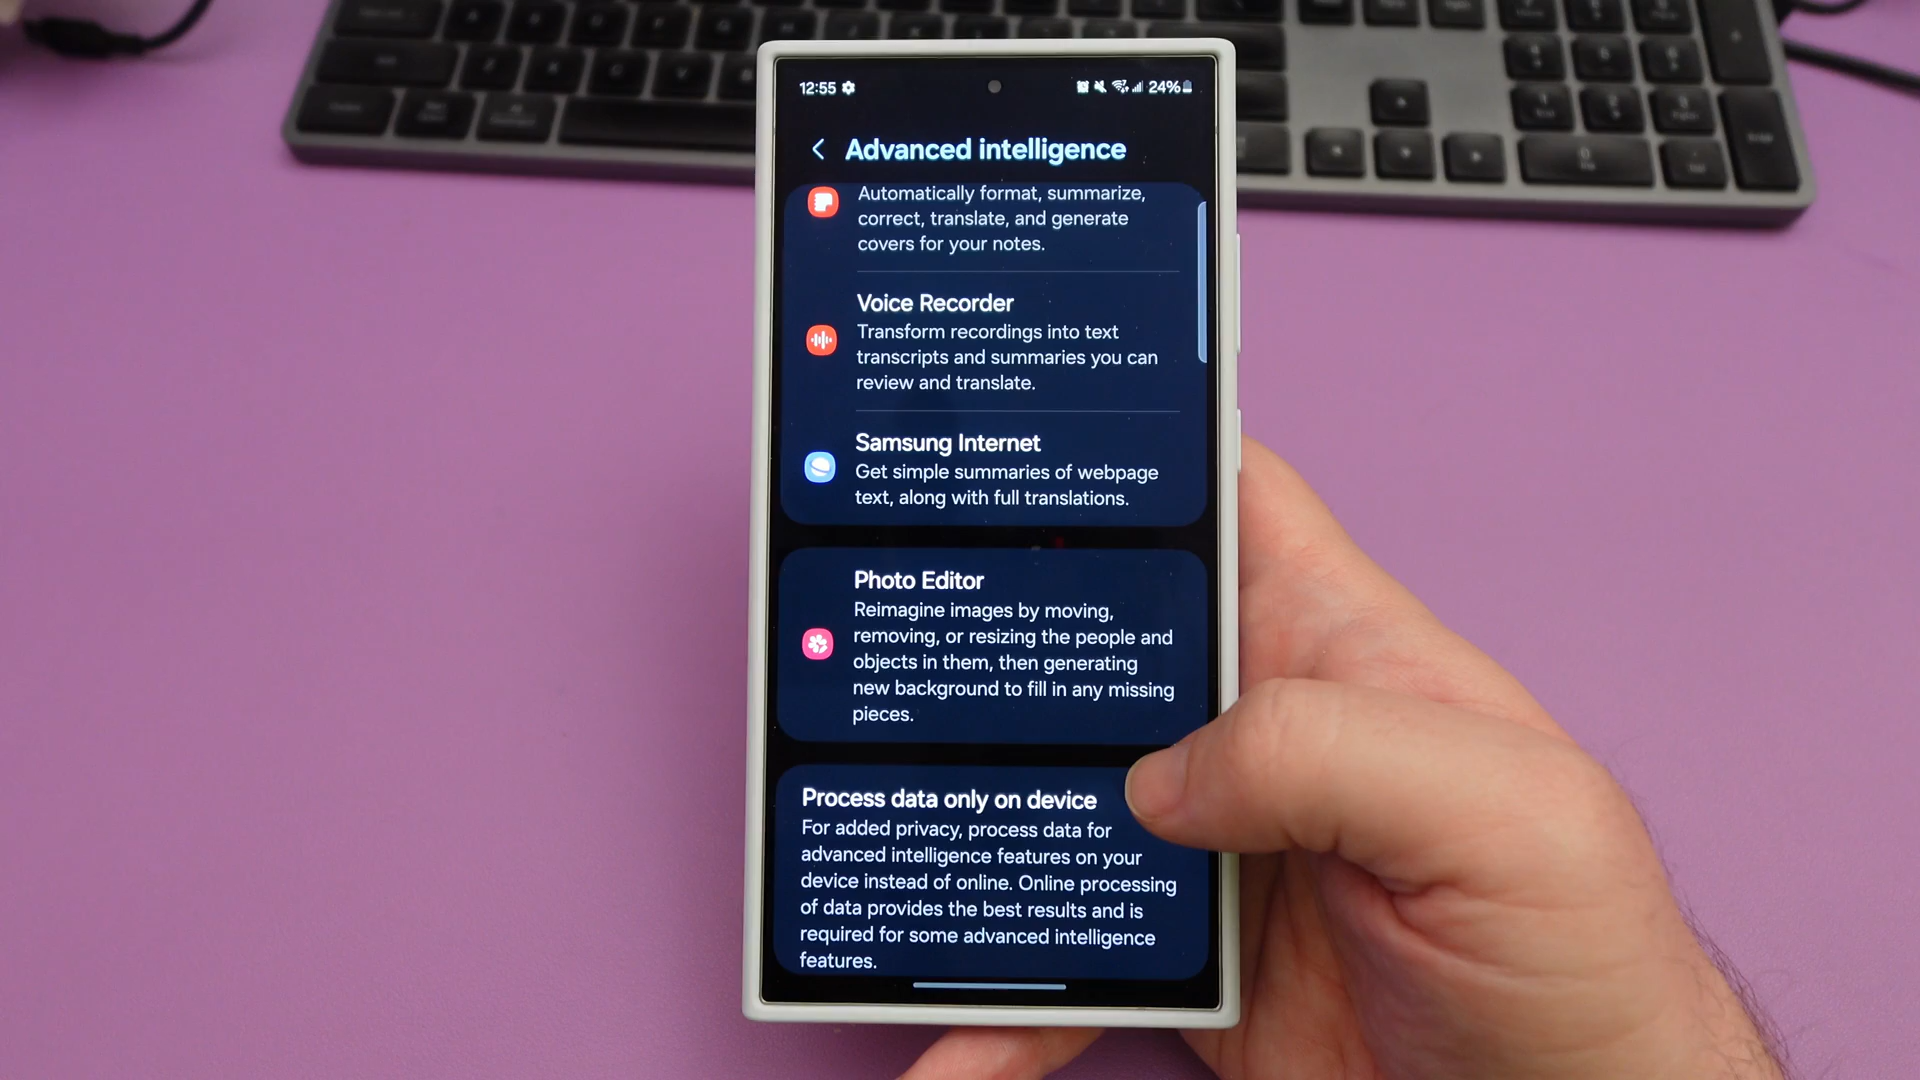 12:55 24%
Advanced intelligence
Automatically format, summarize,
correct, translate, and generate
covers for your notes.
Voice Recorder
Transform recordings into text
transcripts and summaries you can
review and translate.
Samsung Internet
Get simple summaries of webpage
text, along with full translations.
Photo Editor
Reimagine images by moving,
removing, or resizing the people and
objects in them, then generating
new background to fill in any missing
pieces.
Process data only on device
For added privacy, process data for
advanced intelligence features on your
device instead of online. Online processing
of data provides the best results and is
required for some advanced intelligence
features.